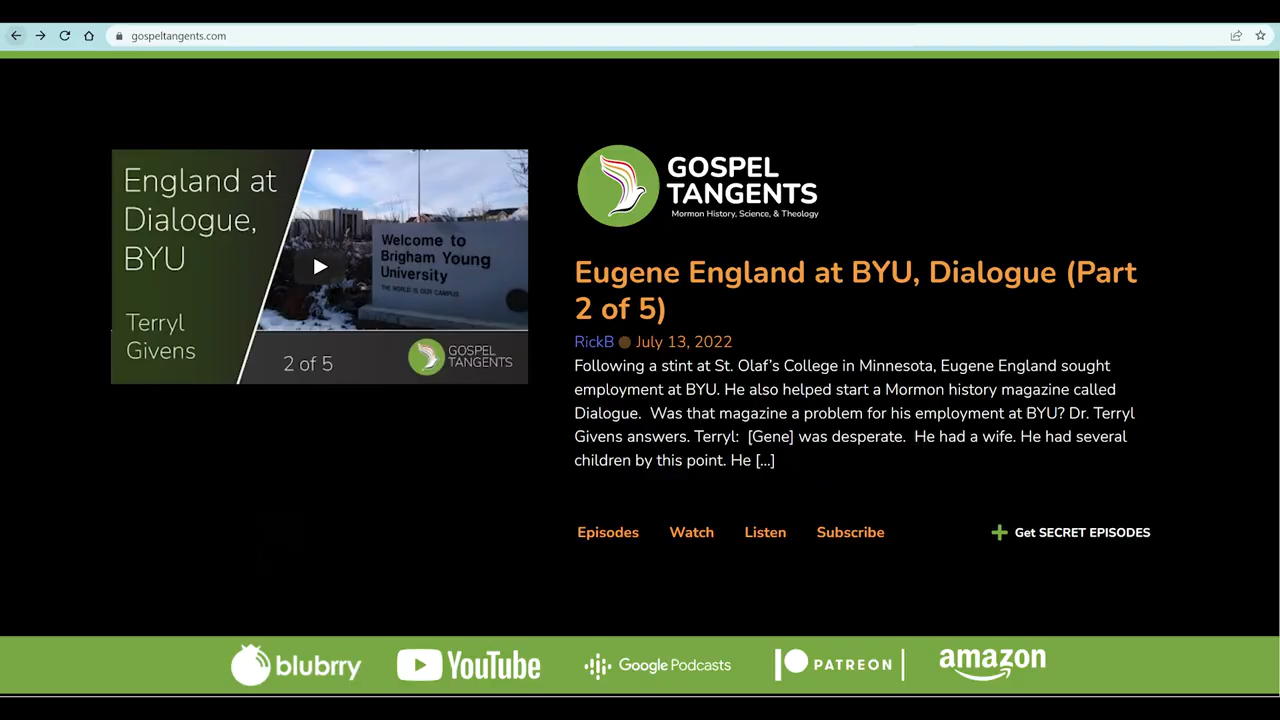 gospeltangents.com
England at
Dialogue,
BYU
Terryl
Givens
Welcome to
Brigham Young
University
THE WORLD IS OUR CAMPUS
2 of 5
GOSPEL
TANGENTS
GOSPEL
TANGENTS
Mormon History, Science, & Theology
Eugene England at BYU, Dialogue (Part
2 of 5)
RickB July 13, 2022
Following a stint at St. Olaf’s College in Minnesota, Eugene England sought
employment at BYU. He also helped start a Mormon history magazine called
Dialogue.  Was that magazine a problem for his employment at BYU? Dr. Terryl
Givens answers. Terryl:  [Gene] was desperate.  He had a wife. He had several
children by this point. He [...]
Episodes Watch Listen Subscribe Get SECRET EPISODES
blubrry YouTube Google Podcasts PATREON amazon